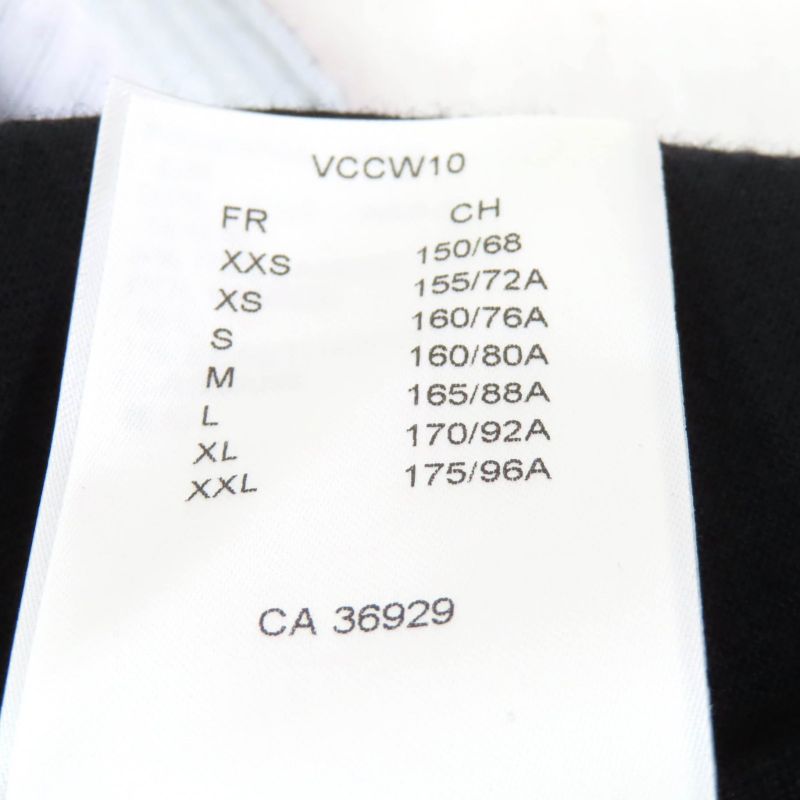 VCCW10
FR CH
XXS 150/68
XS 155/72A
S 160/76A
M 160/80A
L 165/88A
XL 170/92A
XXL 175/96A
CA 36929